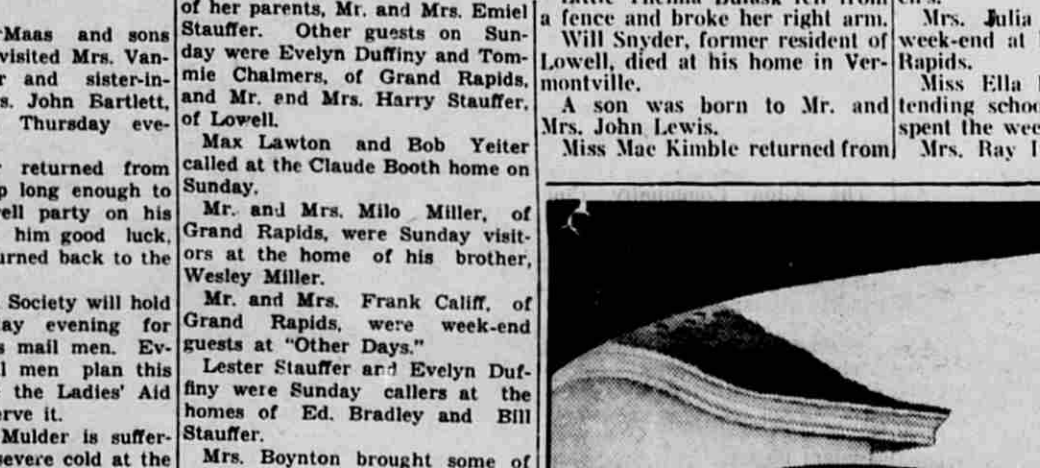 Maas and sons
visited Mrs. Van-
and sister-in-
John Bartlett,
Thursday eve-
returned from
long enough to
party on his
him good luck,
back to the
Society will hold
evening for
mail men. Ev-
men plan this
the Ladies' Aid
it.
Mulder is suffer-
severe cold at the
of her parents, Mr. and Mrs. Emiel
Stauffer. Other guests on Sun-
day were Evelyn Duffiny and Tom-
mie Chalmers, of Grand Rapids,
and Mr. end Mrs. Harry Stauffer,
of Lowell.
Max Lawton and Bob Yeiter
called at the Claude Booth home on
Sunday.
Mr. and Mrs. Milo Miller, of
Grand Rapids, were Sunday visit-
ors at the home of his brother,
Wesley Miller.
Mr. and Mrs. Frank Califf, of
Grand Rapids, were week-end
guests at "Other Days."
Lester Stauffer and Evelyn Duf-
finy were Sunday callers at the
homes of Ed. Bradley and Bill
Stauffer.
Mrs. Boynton brought some of
a fence and broke her right arm.
Will Snyder, former resident of
Lowell, died at his home in Ver-
montville.
A son was born to Mr. and
Mrs. John Lewis.
Miss Mae Kimble returned from
Mrs. Julia
week-end at
Rapids.
Miss Ella
tending
spent the
Mrs. Ray